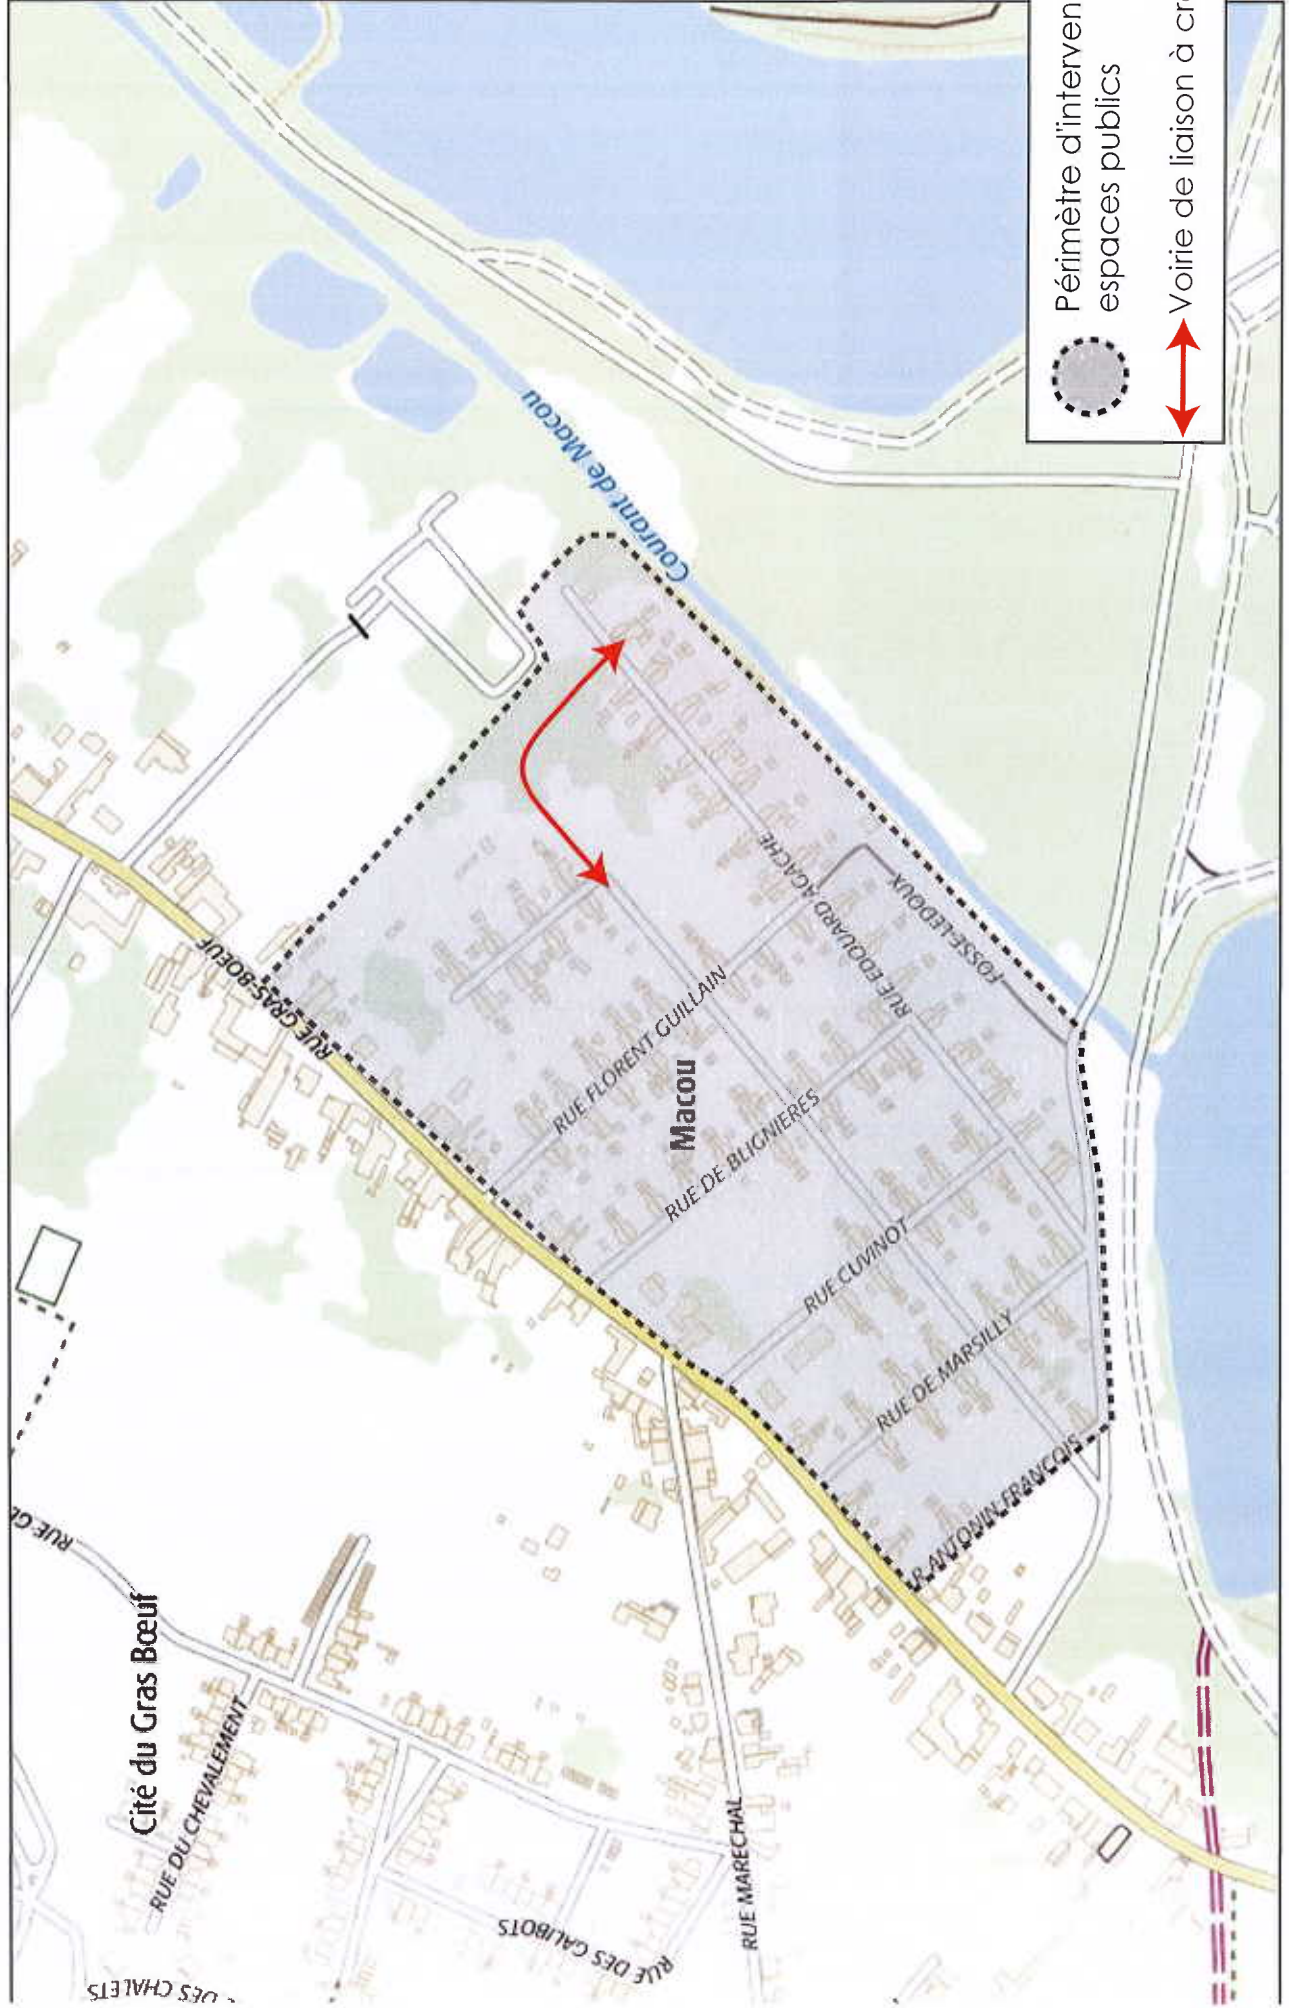 Cité du Gras Bœuf
RUE DU CHEVALEMENT
DES CHALETS
RUE DES GALIBOTS
RUE MARECHAL
RUE GRAS-BOEUF
RUE FLORENT GUILLAIN
Macou
RUE DE BLIGNIERES
RUE CUVINOT
RUE DE MARSILLY
R ANTONIN FRANCOIS
RUE EDOUARD AGACHE
FOSSE LEDOUX
Courant de Macou
Périmètre d'interven
espaces publics
Voirie de liaison à cr